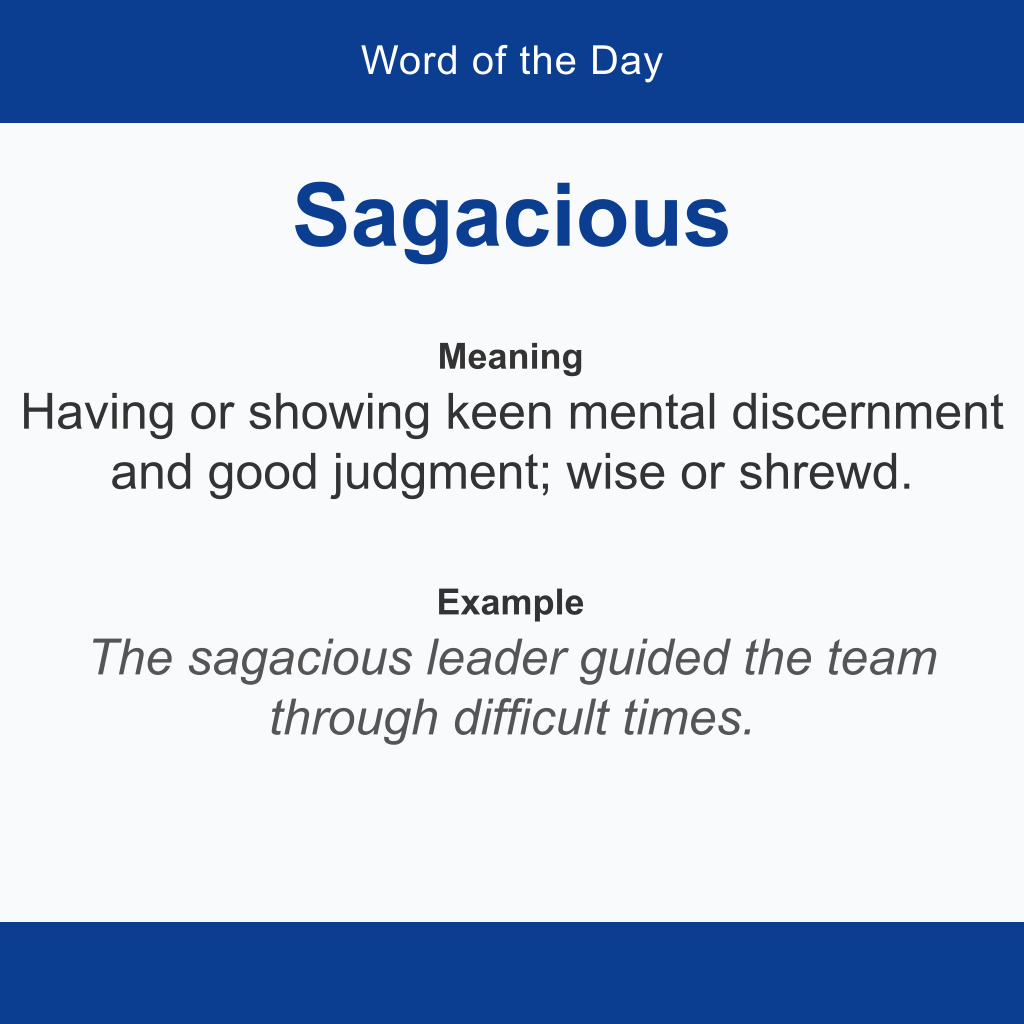 Word of the Day
Sagacious
Meaning
Having or showing keen mental discernment
and good judgment; wise or shrewd.
Example
The sagacious leader guided the team
through difficult times.